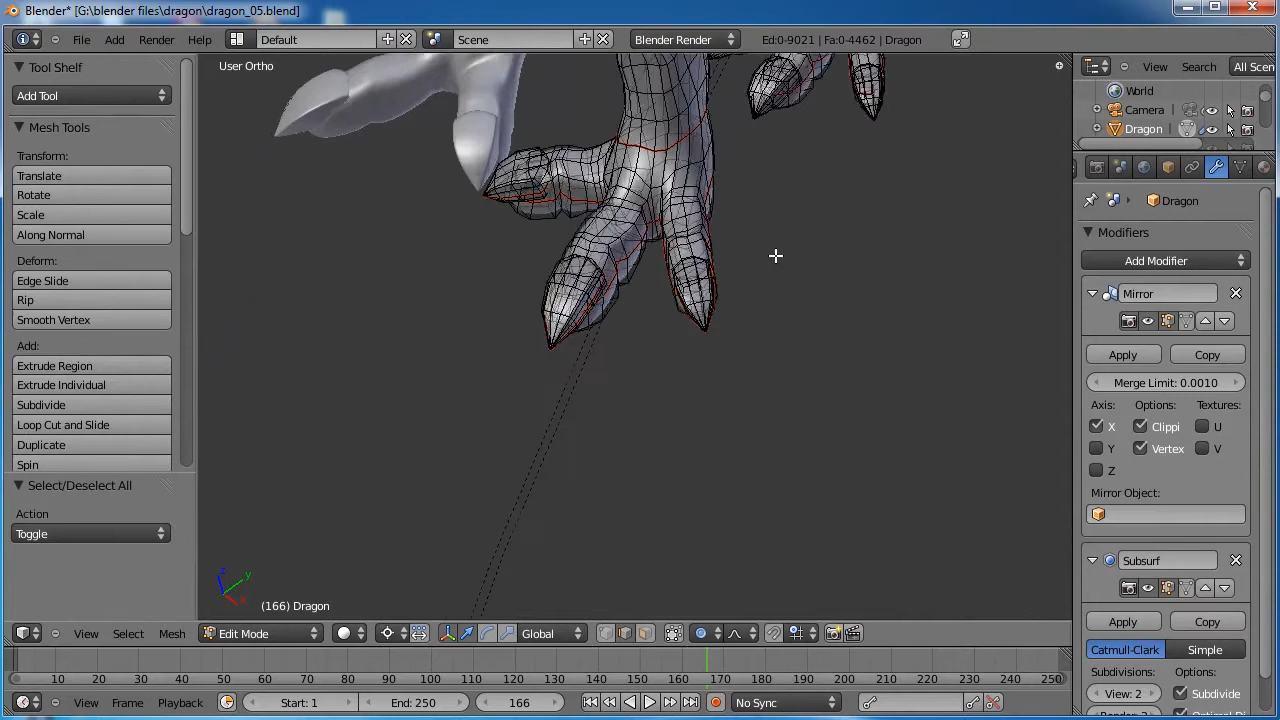 Blender* [G:\blender files\dragon\dragon_05.blend]
File Add Render Help Default Scene Blender Render Ed:0-9021 | Fa:0-4462 | Dragon
Tool Shelf
Add Tool
Mesh Tools
Transform:
Translate
Rotate
Scale
Along Normal
Deform:
Edge Slide
Rip
Smooth Vertex
Add:
Extrude Region
Extrude Individual
Subdivide
Loop Cut and Slide
Duplicate
Spin
Select/Deselect All
Action
Toggle
User Ortho
z
y
x
(166) Dragon
View Select Mesh Edit Mode Global
View Search All Scen
World
Camera
Dragon
Dragon
Modifiers
Add Modifier
Mirror
Apply Copy
Merge Limit: 0.0010
Axis: Options: Textures:
X Clippi U
Y Vertex V
Z
Mirror Object:
Subsurf
Apply Copy
Catmull-Clark Simple
Subdivisions: Options:
View: 2 Subdivide
10 20 30 40 50 60 70 80 90 100 110 120 130 140 150 160 170 180 190 200 210 220 230 240 250
View Frame Playback Start: 1 End: 250 166 No Sync